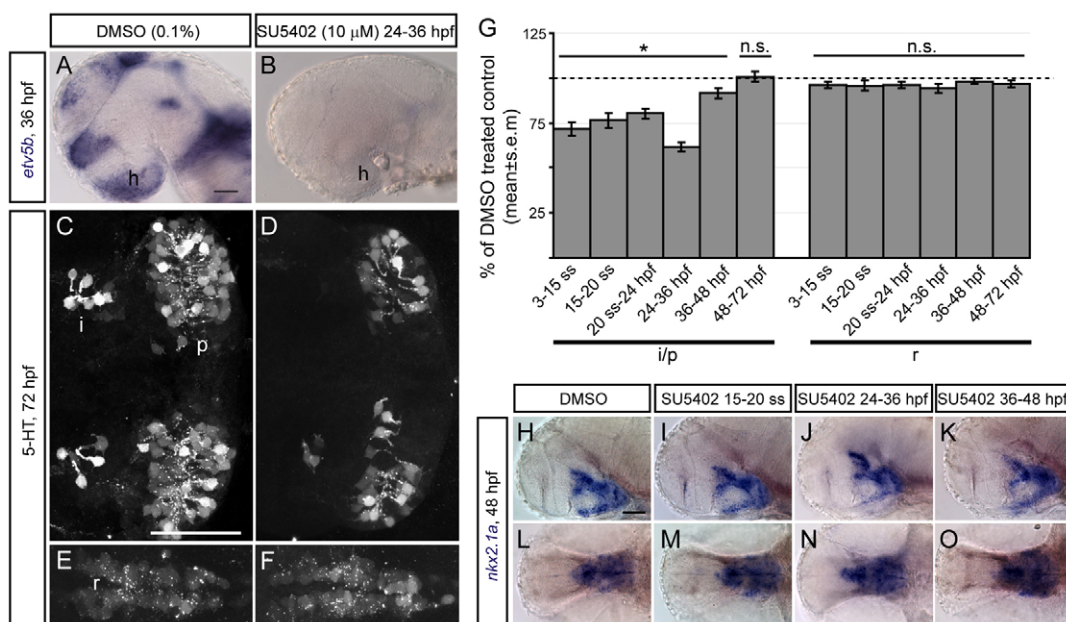 DMSO (0.1%)
SU5402 (10 µM) 24-36 hpf
etv5b, 36 hpf
A
h
B
h
5-HT, 72 hpf
C
i
p
D
E
r
F
G
% of DMSO treated control
(mean±s.e.m)
125
75
25
*
n.s.
n.s.
3-15 ss
15-20 ss
20 ss-24 hpf
24-36 hpf
36-48 hpf
48-72 hpf
3-15 ss
15-20 ss
20 ss-24 hpf
24-36 hpf
36-48 hpf
48-72 hpf
i/p
r
DMSO
SU5402 15-20 ss
SU5402 24-36 hpf
SU5402 36-48 hpf
nkx2.1a, 48 hpf
H
I
J
K
L
M
N
O